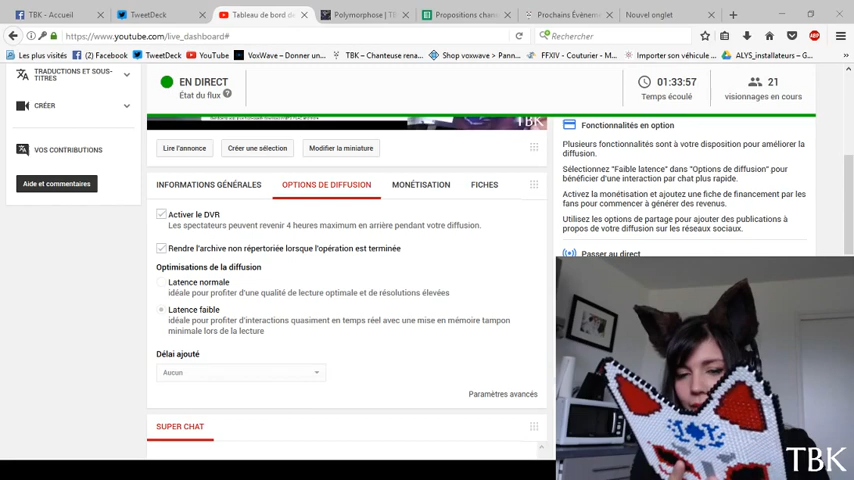 TBK - Accueil
TweetDeck
Tableau de bord de
Polymorphose | TBK
Propositions chans
Prochains Événeme
Nouvel onglet
https://www.youtube.com/live_dashboard#
Rechercher
Les plus visités
Facebook
TweetDeck
VoxWave – Donner un...
TBK – Chanteuse rena...
Shop voxwave – Pann...
FFXIV - Couturier - M...
Importer son véhicule ...
ALYS_installateurs – G...
TRADUCTIONS ET SOUS-
TITRES
CRÉER
VOS CONTRIBUTIONS
Aide et commentaires
EN DIRECT
État du flux
01:33:57
Temps écoulé
21
visionnages en cours
TBK
Lire l'annonce
Créer une sélection
Modifier la miniature
INFORMATIONS GÉNÉRALES
OPTIONS DE DIFFUSION
MONÉTISATION
FICHES
Activer le DVR
Les spectateurs peuvent revenir 4 heures maximum en arrière pendant votre diffusion.
Rendre l'archive non répertoriée lorsque l'opération est terminée
Optimisations de la diffusion
Latence normale
idéale pour profiter d'une qualité de lecture optimale et de résolutions élevées
Latence faible
idéale pour profiter d'interactions quasiment en temps réel avec une mise en mémoire tampon
minimale lors de la lecture
Délai ajouté
Aucun
Paramètres avancés
SUPER CHAT
Fonctionnalités en option
Plusieurs fonctionnalités sont à votre disposition pour améliorer la
diffusion.
Sélectionnez "Faible latence" dans "Options de diffusion" pour
bénéficier d'une interaction par chat plus rapide.
Activez la monétisation et ajoutez une fiche de financement par les
fans pour commencer à générer des revenus.
Utilisez les options de partage pour ajouter des publications à
propos de votre diffusion sur les réseaux sociaux.
Passer au direct
TBK